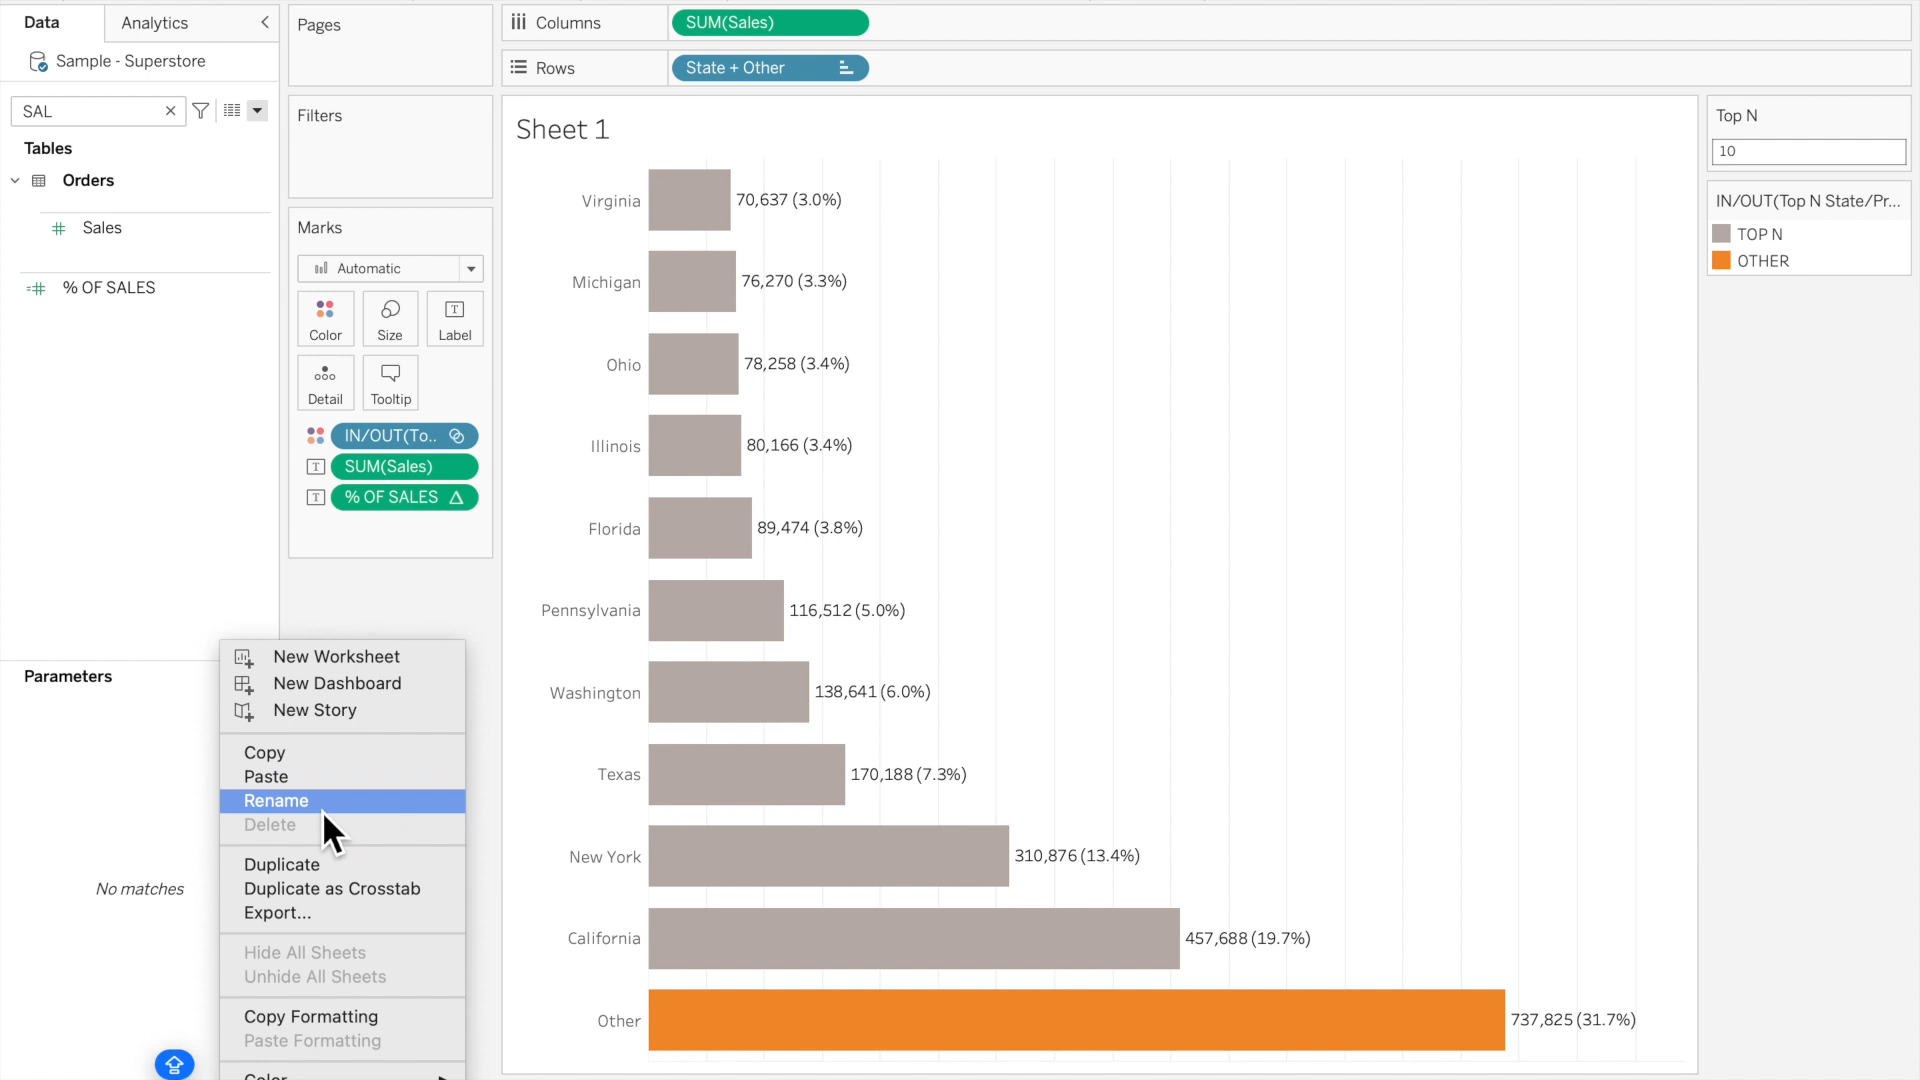 Data
Analytics
Sample - Superstore
SAL
Tables
Orders
Sales
% OF SALES
Parameters
No matches
Pages
Filters
Marks
Automatic
Color
Size
Label
Detail
Tooltip
IN/OUT(To..
SUM(Sales)
% OF SALES
New Worksheet
New Dashboard
New Story
Copy
Paste
Rename
Delete
Duplicate
Duplicate as Crosstab
Export...
Hide All Sheets
Unhide All Sheets
Copy Formatting
Paste Formatting
Color
Columns SUM(Sales)
Rows State + Other
Sheet 1
Virginia 70,637 (3.0%)
Michigan 76,270 (3.3%)
Ohio 78,258 (3.4%)
Illinois 80,166 (3.4%)
Florida 89,474 (3.8%)
Pennsylvania 116,512 (5.0%)
Washington 138,641 (6.0%)
Texas 170,188 (7.3%)
New York 310,876 (13.4%)
California 457,688 (19.7%)
Other 737,825 (31.7%)
Top N
10
IN/OUT(Top N State/Pr...
TOP N
OTHER